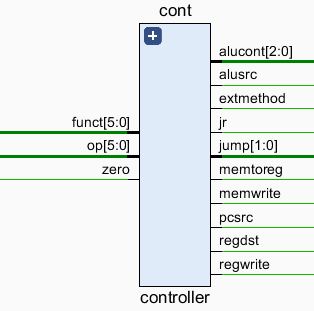 cont
alucont[2:0]
alusrc
extmethod
funct[5:0]
jr
op[5:0]
jump[1:0]
zero
memtoreg
memwrite
pcsrc
regdst
regwrite
controller